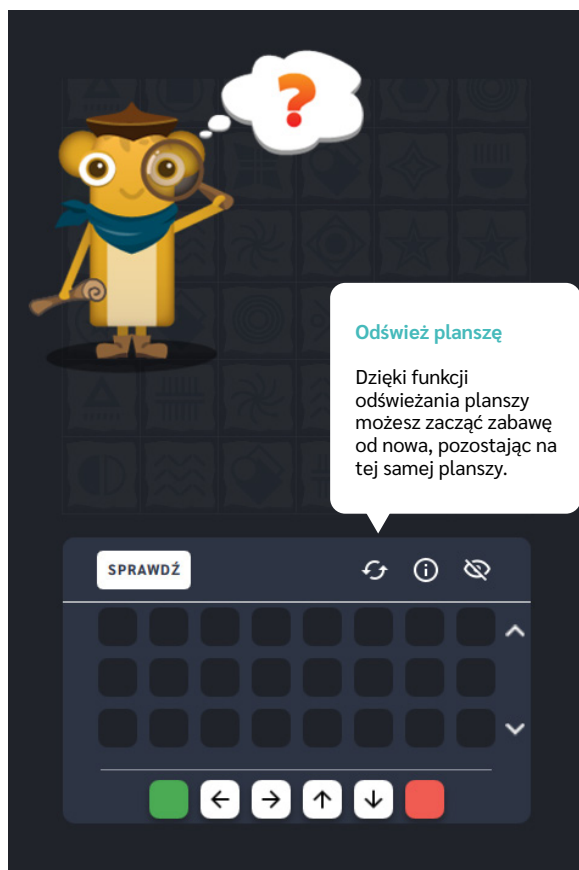 ?
Odśwież planszę
Dzięki funkcji
odświeżania planszy
możesz zacząć zabawę
od nowa, pozostając na
tej samej planszy.
SPRAWDŹ